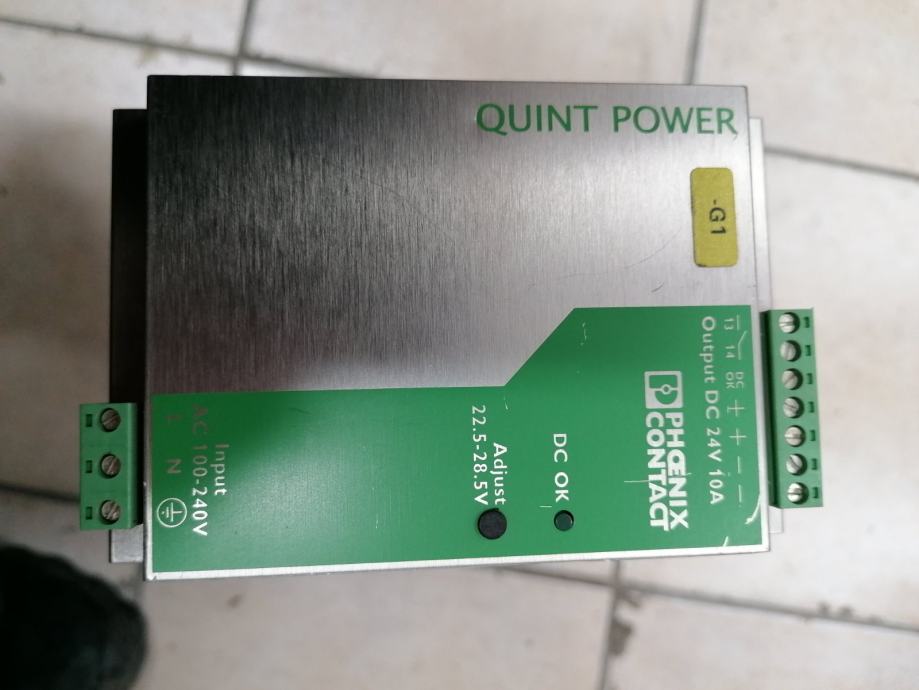 QUINT POWER
-G1
13 14 DC OK + + − −
Output DC 24V 10A
PHŒNIX
CONTACT
DC OK
Adjust
22.5-28.5V
Input
AC 100-240V
L N